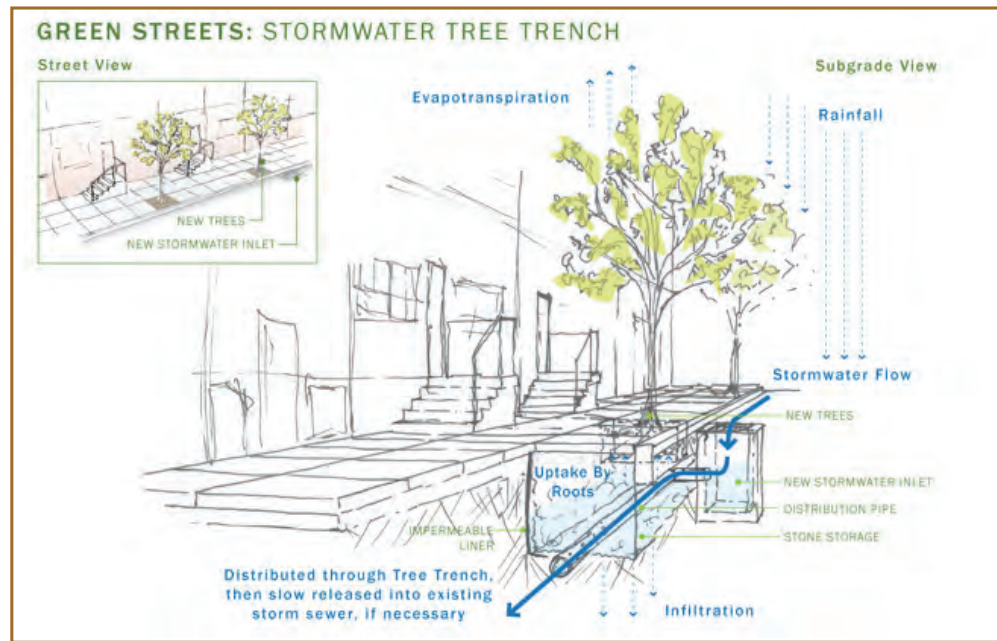 GREEN STREETS: STORMWATER TREE TRENCH
Street View
NEW TREES
NEW STORMWATER INLET
Subgrade View
Evapotranspiration
Rainfall
Stormwater Flow
NEW TREES
Uptake By
Roots
NEW STORMWATER INLET
DISTRIBUTION PIPE
IMPERMEABLE
LINER
STONE STORAGE
Distributed through Tree Trench,
then slow released into existing
storm sewer, if necessary
Infiltration